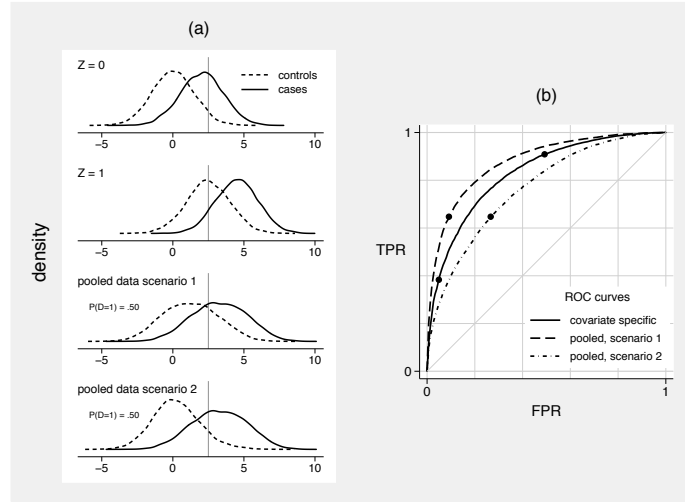 (a)
Z = 0
controls
cases
−5 0 5 10
Z = 1
−5 0 5 10
pooled data scenario 1
P(D=1) = .50
−5 0 5 10
pooled data scenario 2
P(D=1) = .50
−5 0 5 10
density
(b)
1
TPR
0
ROC curves
covariate specific
pooled, scenario 1
pooled, scenario 2
0 1
FPR